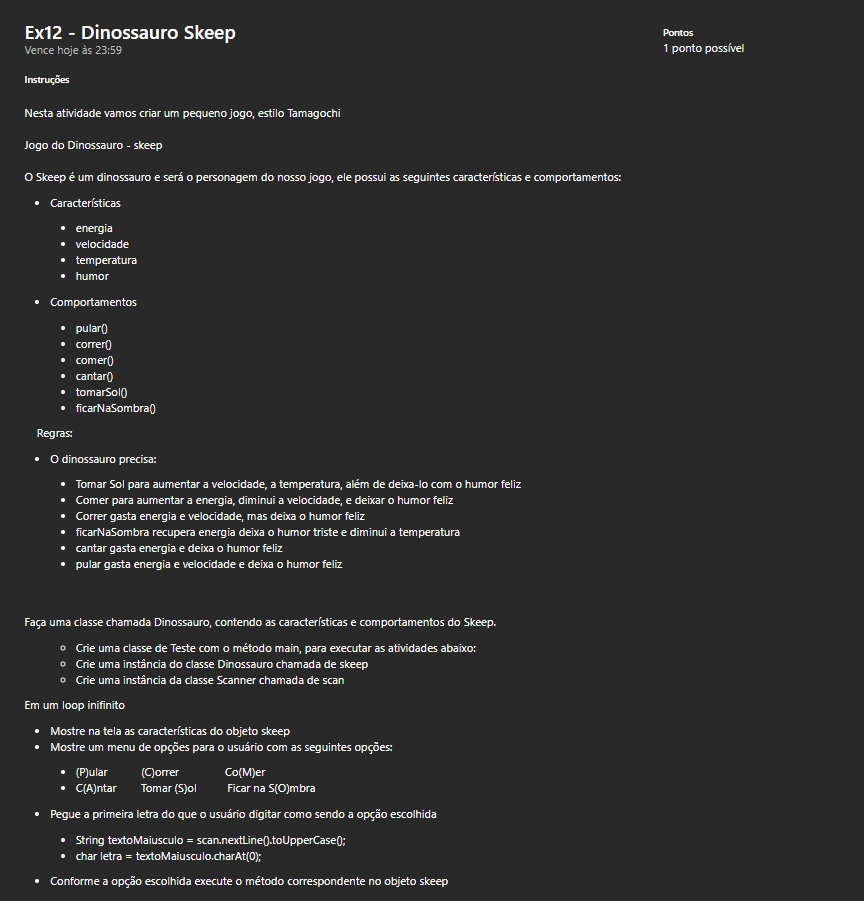 Ex12 - Dinossauro Skeep
Vence hoje às 23:59
Pontos
1 ponto possível
Instruções
Nesta atividade vamos criar um pequeno jogo, estilo Tamagochi
Jogo do Dinossauro - skeep
O Skeep é um dinossauro e será o personagem do nosso jogo, ele possui as seguintes características e comportamentos:
• Características
• energia
• velocidade
• temperatura
• humor
• Comportamentos
• pular()
• correr()
• comer()
• cantar()
• tomarSol()
• ficarNaSombra()
Regras:
• O dinossauro precisa:
• Tomar Sol para aumentar a velocidade, a temperatura, além de deixa-lo com o humor feliz
• Comer para aumentar a energia, diminui a velocidade, e deixar o humor feliz
• Correr gasta energia e velocidade, mas deixa o humor feliz
• ficarNaSombra recupera energia deixa o humor triste e diminui a temperatura
• cantar gasta energia e deixa o humor feliz
• pular gasta energia e velocidade e deixa o humor feliz
Faça uma classe chamada Dinossauro, contendo as características e comportamentos do Skeep.
○ Crie uma classe de Teste com o método main, para executar as atividades abaixo:
○ Crie uma instância do classe Dinossauro chamada de skeep
○ Crie uma instância da classe Scanner chamada de scan
Em um loop inifinito
• Mostre na tela as características do objeto skeep
• Mostre um menu de opções para o usuário com as seguintes opções:
• (P)ular (C)orrer Co(M)er
• C(A)ntar Tomar (S)ol Ficar na S(O)mbra
• Pegue a primeira letra do que o usuário digitar como sendo a opção escolhida
• String textoMaiusculo = scan.nextLine().toUpperCase();
• char letra = textoMaiusculo.charAt(0);
• Conforme a opção escolhida execute o método correspondente no objeto skeep